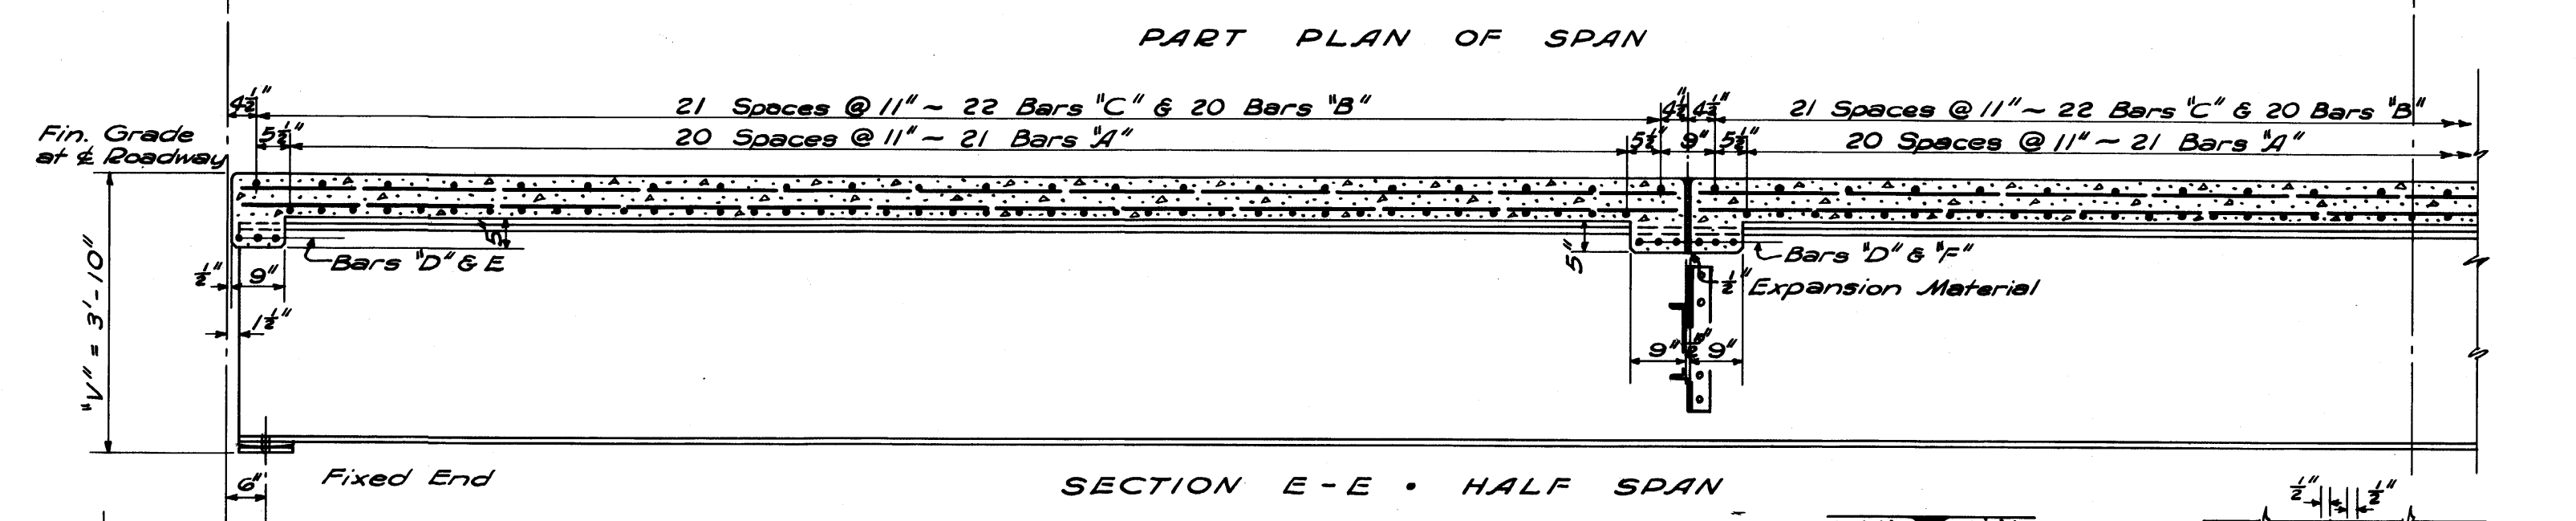 PART PLAN OF SPAN
4½" 21 Spaces @ 11" ~ 22 Bars "C" & 20 Bars "B" 4½" 4½" 21 Spaces @ 11" ~ 22 Bars "C" & 20 Bars "B"
Fin. Grade
at ℄ Roadway
5½" 20 Spaces @ 11" ~ 21 Bars "A" 5½" 9" 5½" 20 Spaces @ 11" ~ 21 Bars "A"
5" 5"
Bars "D" & E
Bars "D" & "F"
½" 9"
½" Expansion Material
"V" = 3'-10"
1½"
9" ½" 9"
6"
Fixed End
SECTION E-E • HALF SPAN
½" ½"